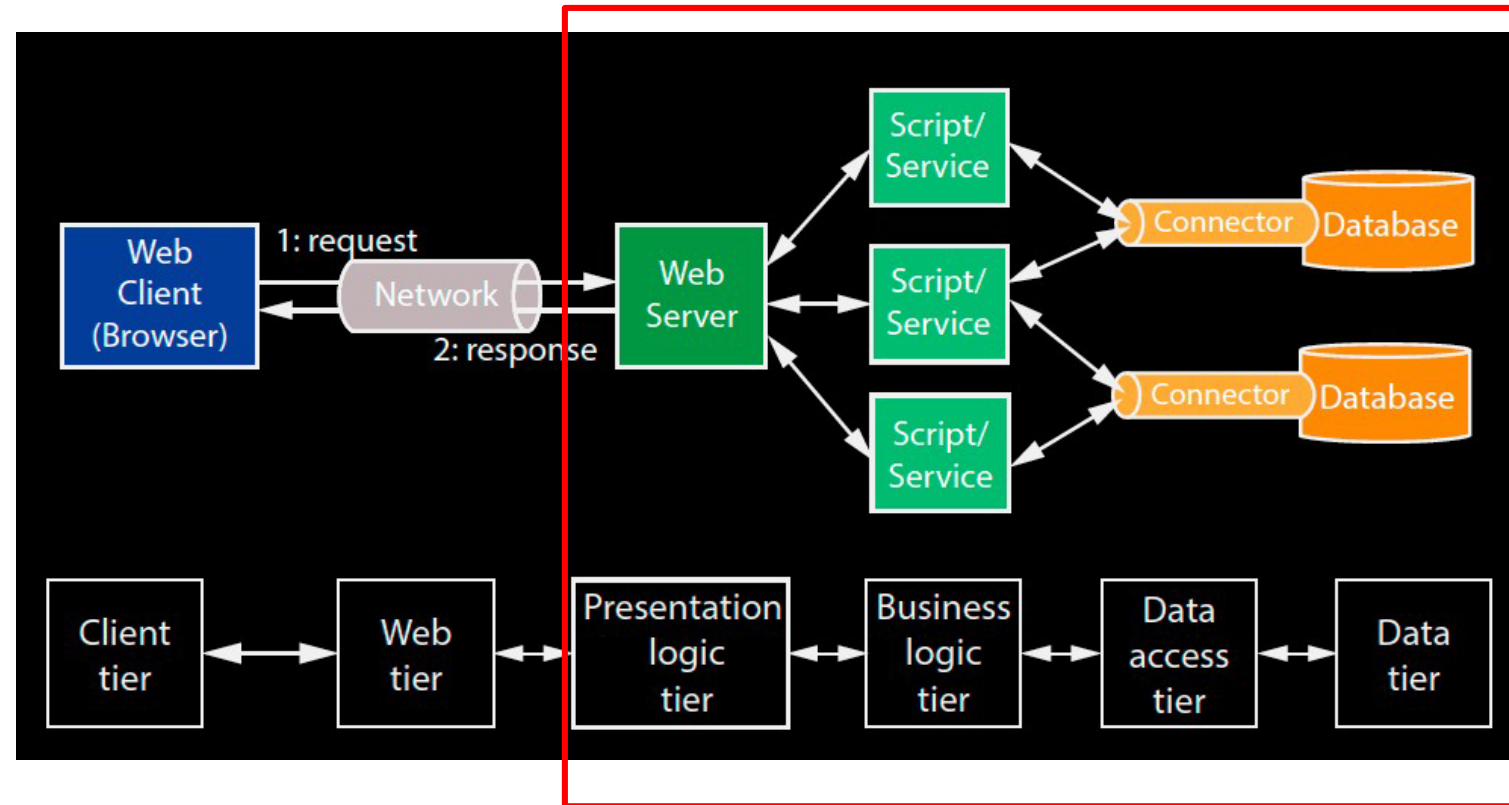 Script/
Service
Connector
Database
Web
Client
(Browser)
1: request
Network
2: response
Web
Server
Script/
Service
Connector
Database
Script/
Service
Client
tier
Web
tier
Presentation
logic
tier
Business
logic
tier
Data
access
tier
Data
tier